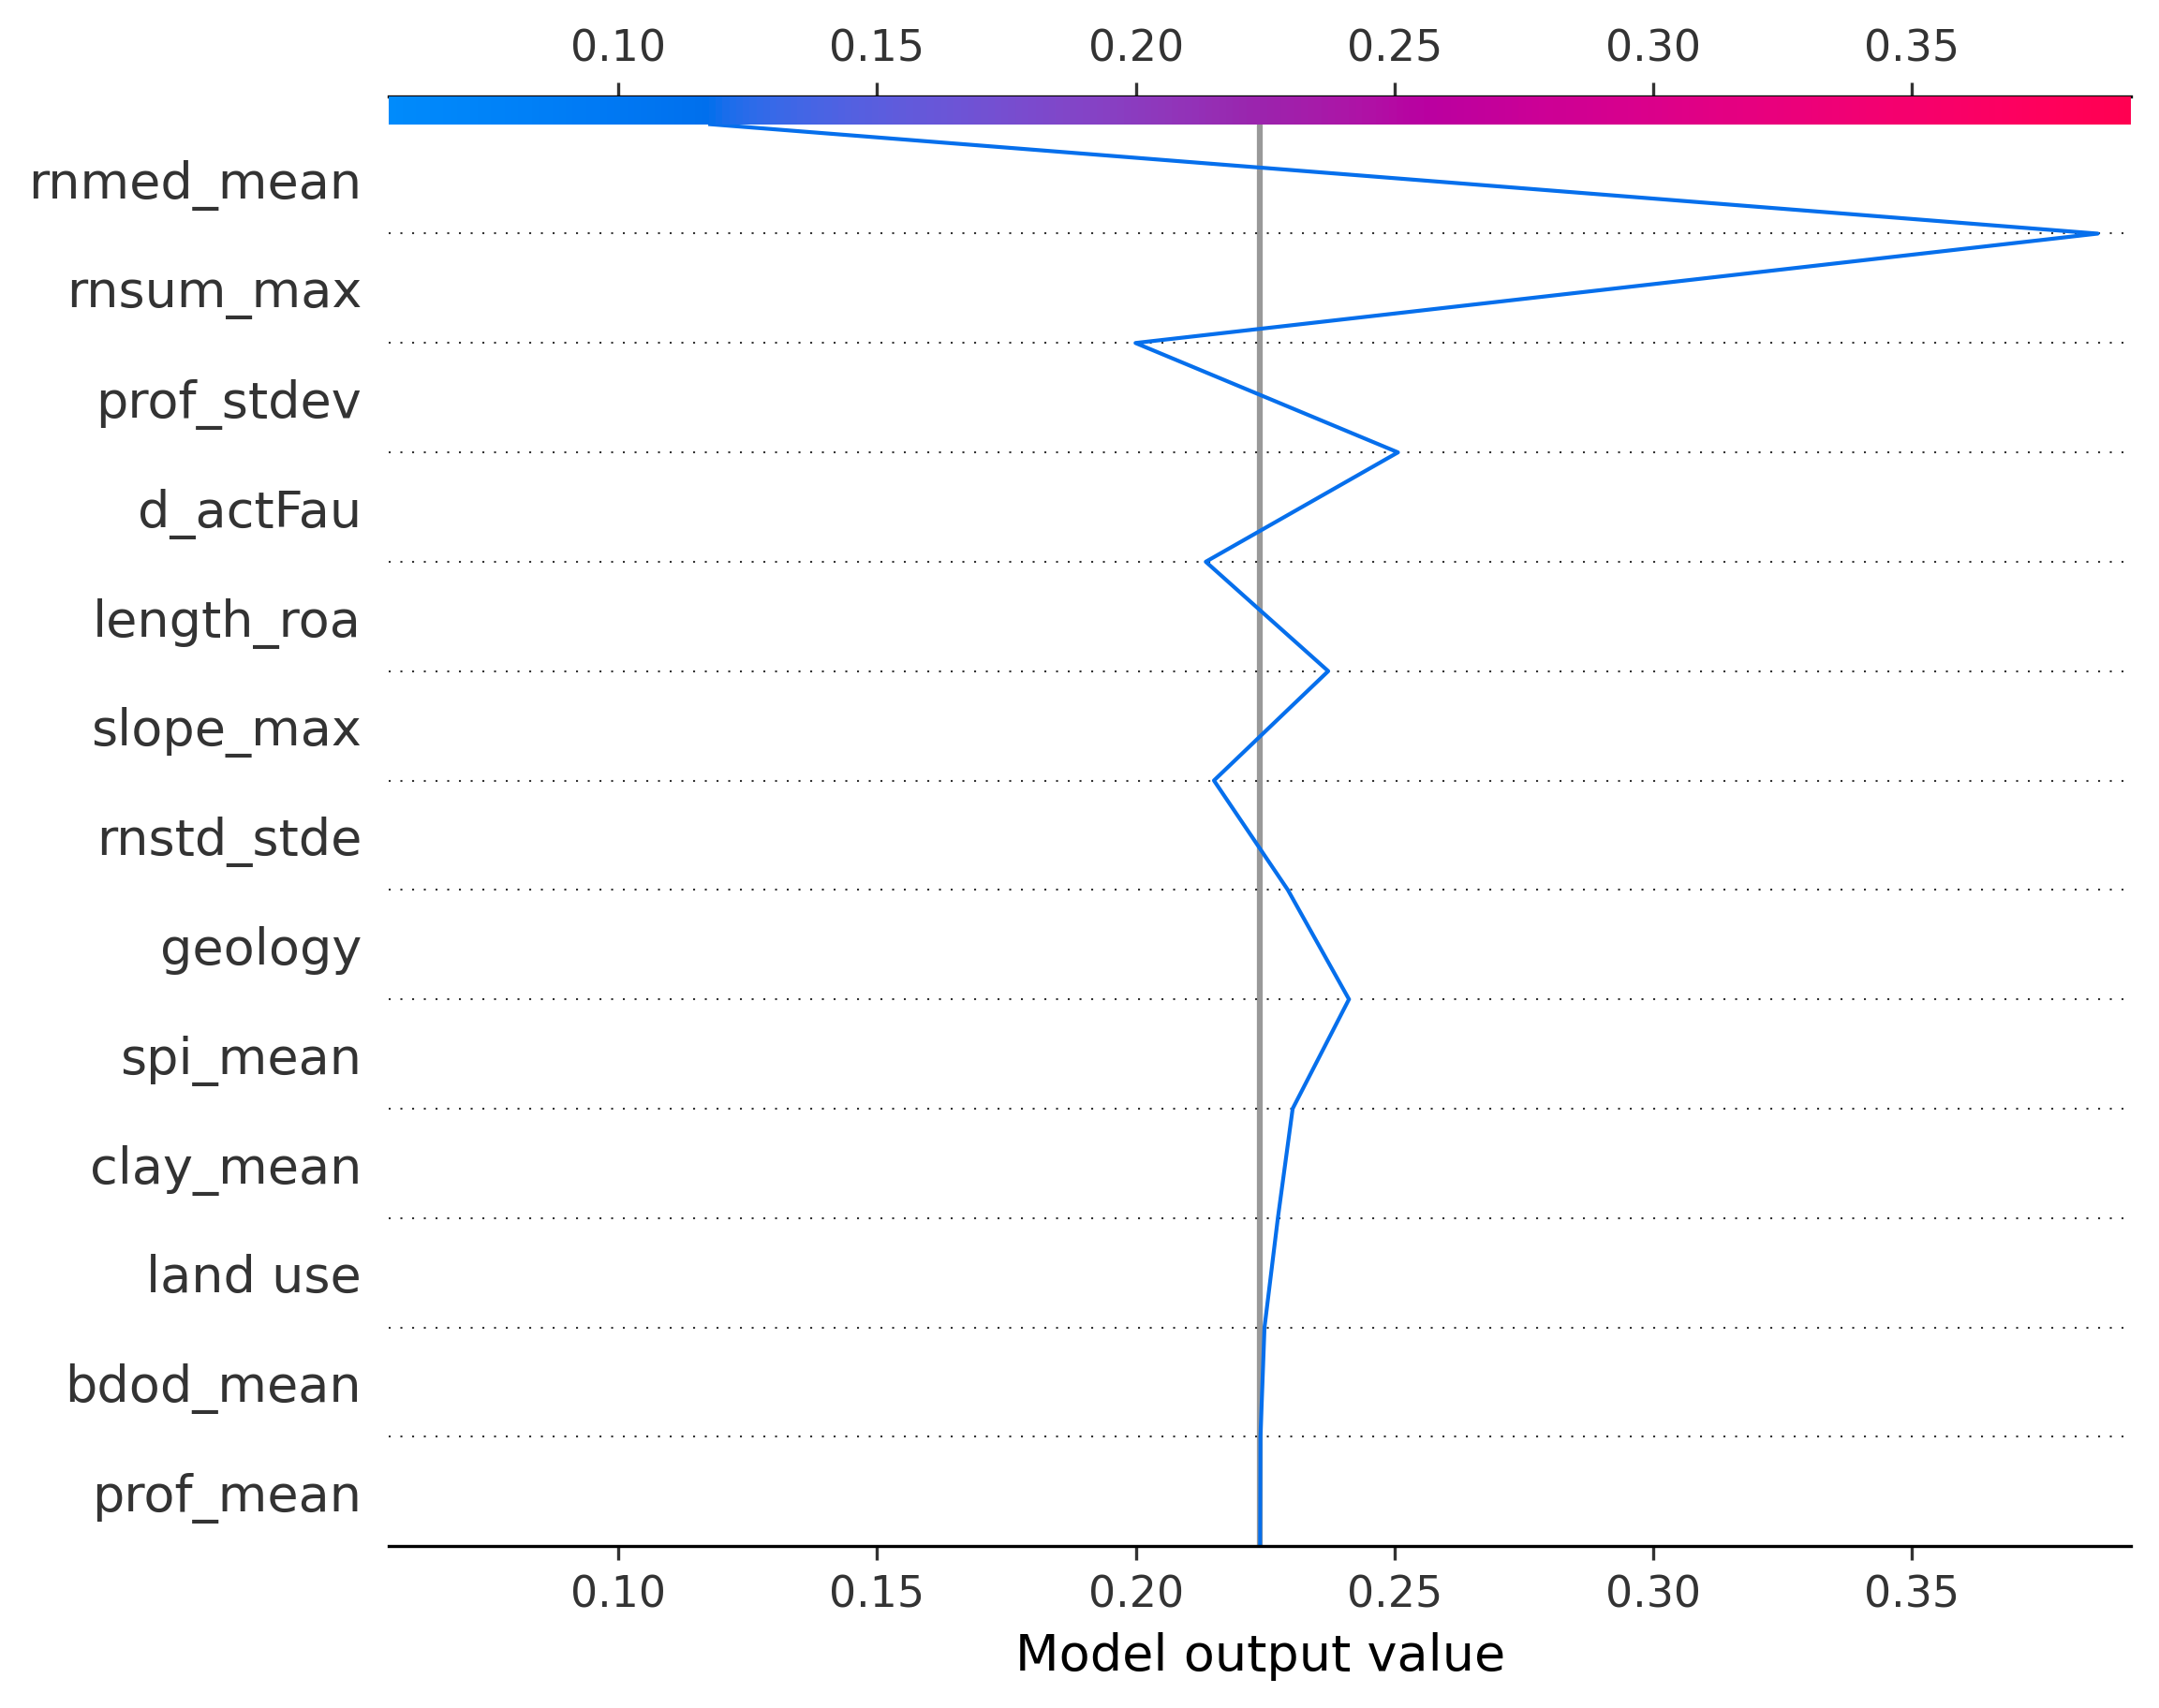 0.10 0.15 0.20 0.25 0.30 0.35
rnmed_mean
rnsum_max
prof_stdev
d_actFau
length_roa
slope_max
rnstd_stde
geology
spi_mean
clay_mean
land use
bdod_mean
prof_mean
0.10 0.15 0.20 0.25 0.30 0.35
Model output value